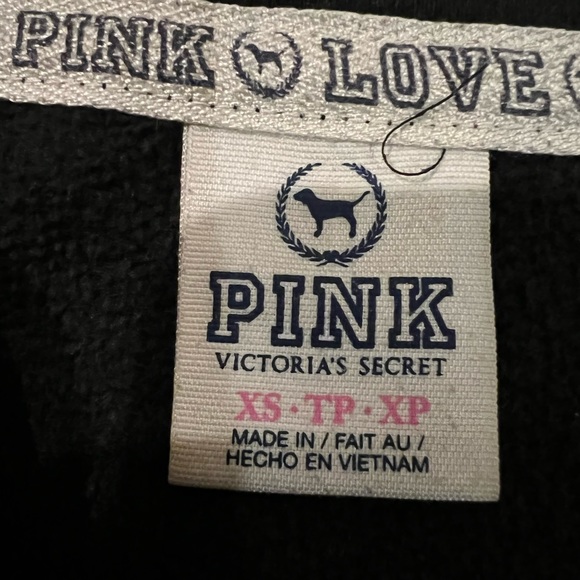 PINK LOVE
PINK
VICTORIA'S SECRET
XS · TP · XP
MADE IN / FAIT AU /
HECHO EN VIETNAM